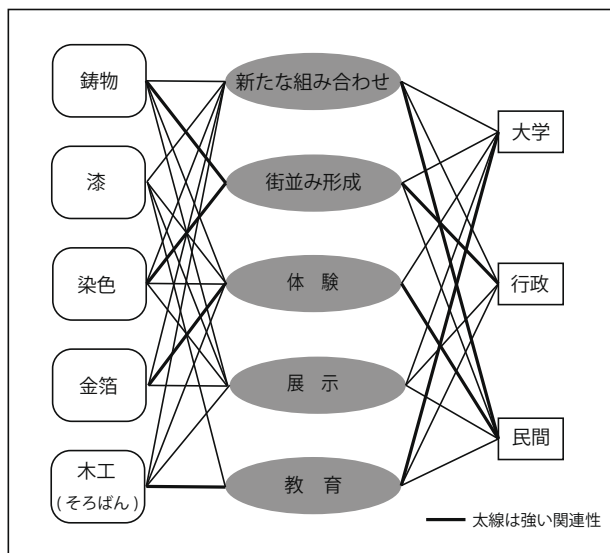 鋳物
漆
染色
金箔
木工
(そろばん)
新たな組み合わせ
街並み形成
体　験
展　示
教　育
大学
行政
民間
太線は強い関連性